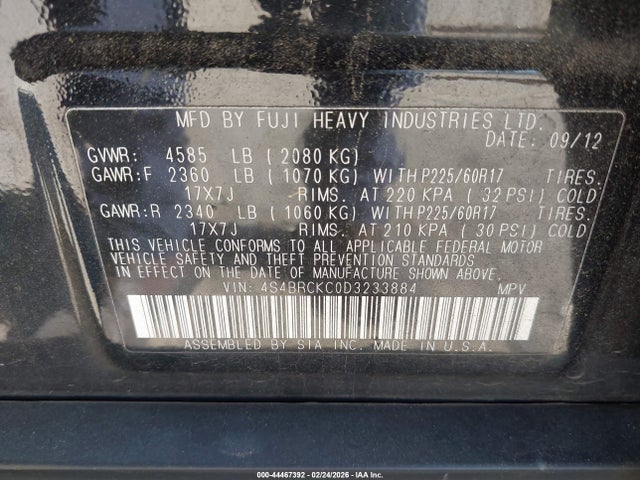 MFD BY FUJI HEAVY INDUSTRIES LTD.
DATE: 09/12
GVWR: 4585 LB (2080 KG)
GAWR:F 2360 LB (1070 KG) WITH P225/60R17 TIRES.
17X7J RIMS. AT 220 KPA (32 PSI) COLD
GAWR:R 2340 LB (1060 KG) WITH P225/60R17 TIRES.
17X7J RIMS. AT 210 KPA (30 PSI) COLD
THIS VEHICLE CONFORMS TO ALL APPLICABLE FEDERAL MOTOR
VEHICLE SAFETY AND THEFT PREVENTION STANDARDS
IN EFFECT ON THE DATE OF MANUFACTURE SHOWN ABOVE.
VIN: 4S4BRCKC0D3233884 MPV
ASSEMBLED BY SIA INC. MADE IN U.S.A.
000-44467392 - 02/24/2026 - IAA Inc.